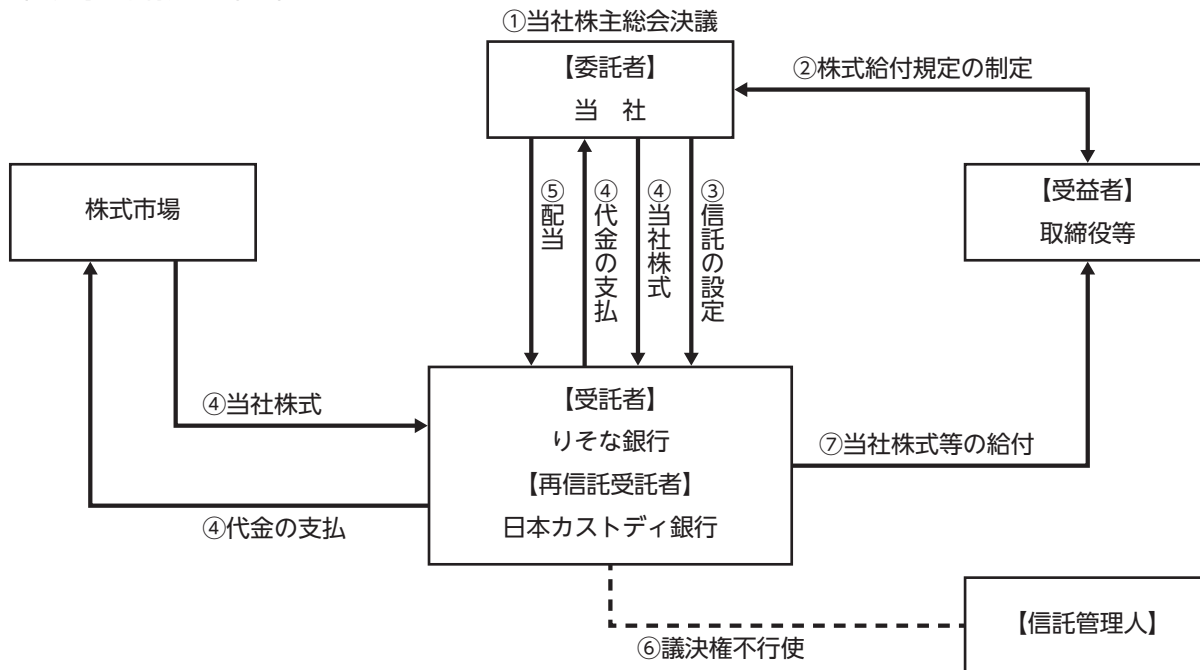 ①当社株主総会決議
【委託者】
当　社
②株式給付規定の制定
株式市場
【受益者】
取締役等
⑤配当
④代金の支払
④当社株式
③信託の設定
④当社株式
【受託者】
りそな銀行
【再信託受託者】
日本カストディ銀行
⑦当社株式等の給付
④代金の支払
【信託管理人】
⑥議決権不行使